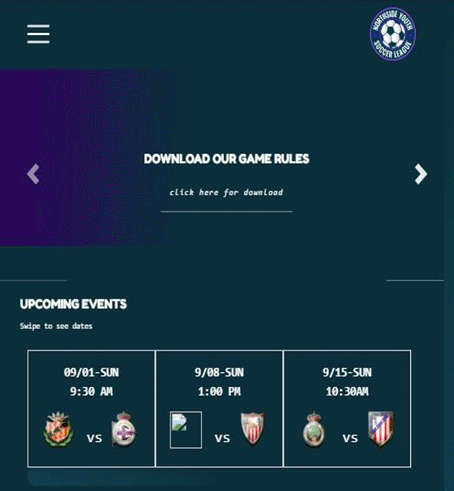 NORTHSIDE YOUTH
SOCCER LEAGUE
DOWNLOAD OUR GAME RULES
click here for download
UPCOMING EVENTS
Swipe to see dates
09/01-SUN
9:30 AM
vs
9/08-SUN
1:00 PM
vs
9/15-SUN
10:30AM
vs